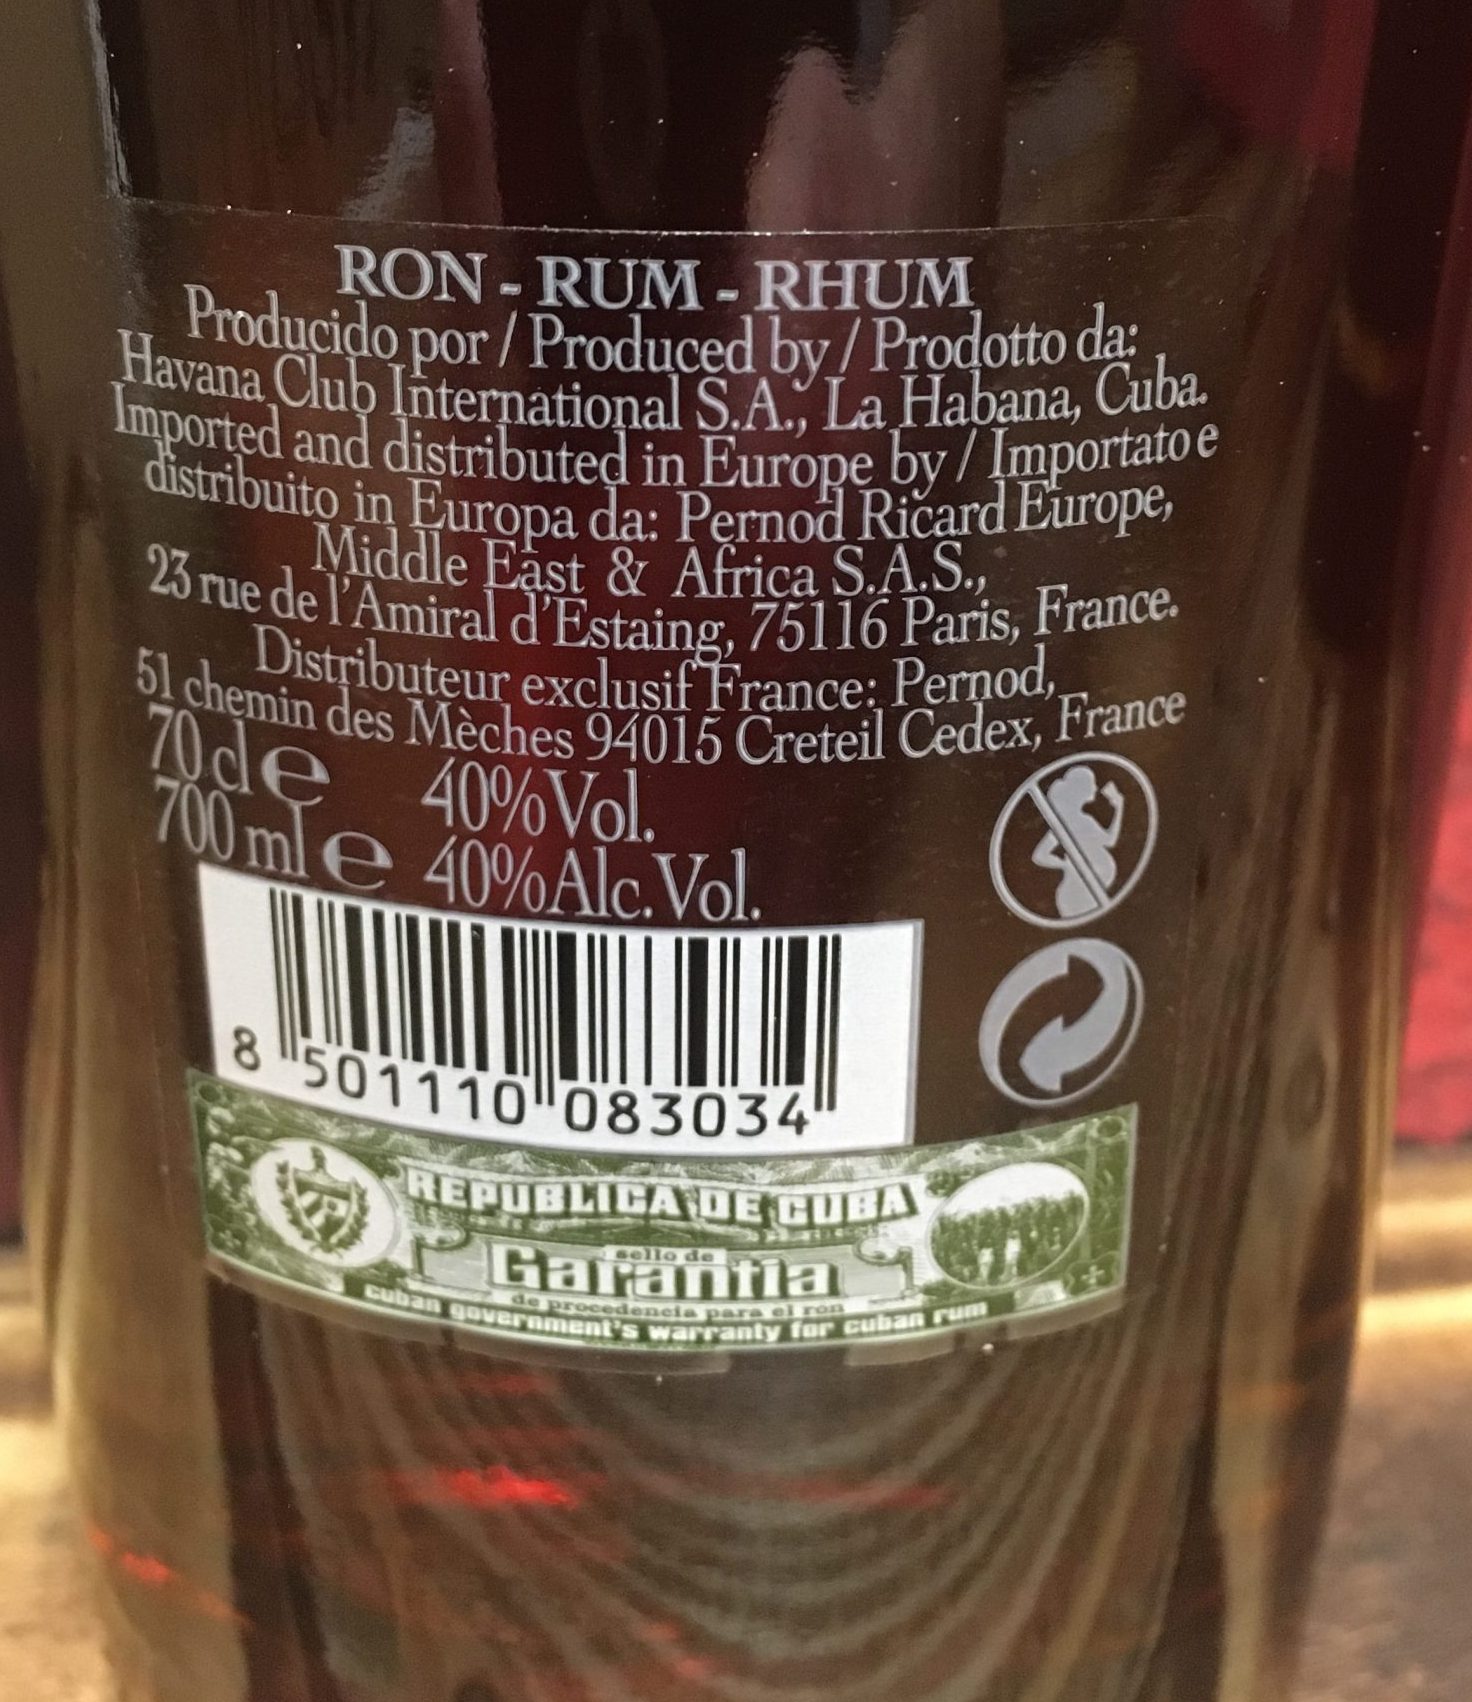 RON - RUM - RHUM
Producido por / Produced by / Prodotto da:
Havana Club International S.A., La Habana, Cuba.
Imported and distributed in Europe by / Importato e
distribuito in Europa da: Pernod Ricard Europe,
Middle East & Africa S.A.S.,
23 rue de l'Amiral d'Estaing, 75116 Paris, France.
Distributeur exclusif France: Pernod,
51 chemin des Mèches 94015 Creteil Cedex, France
70 cl e 40%Vol.
700 ml e 40%Alc.Vol.
8 501110 083034
REPUBLICA DE CUBA
sello de
Garantia
de procedencia para el ron
cuban government's warranty for cuban rum